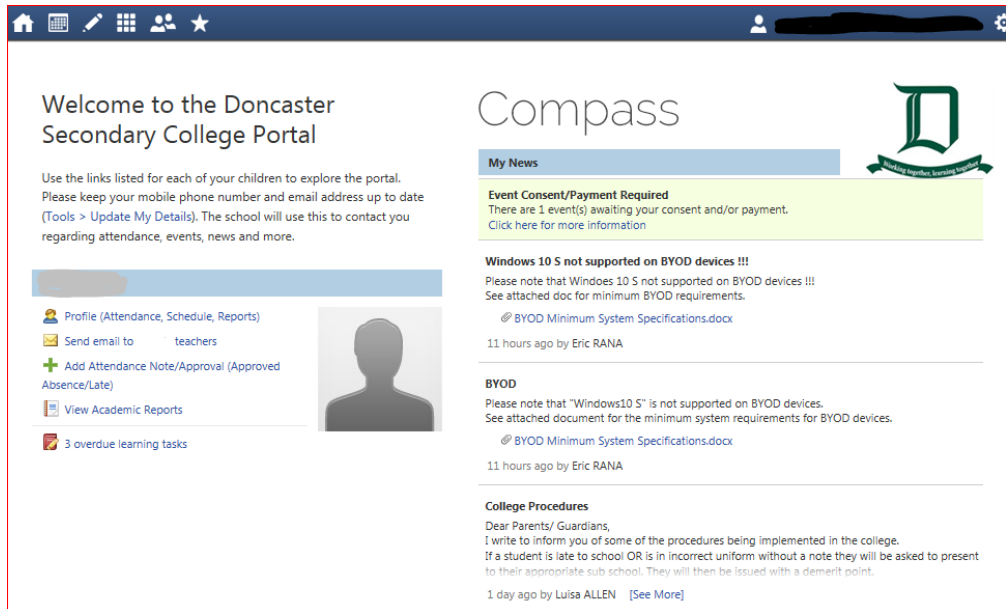 Welcome to the Doncaster
Secondary College Portal
Use the links listed for each of your children to explore the portal.
Please keep your mobile phone number and email address up to date
(Tools > Update My Details). The school will use this to contact you
regarding attendance, events, news and more.
Profile (Attendance, Schedule, Reports)
Send email to teachers
Add Attendance Note/Approval (Approved
Absence/Late)
View Academic Reports
3 overdue learning tasks
Compass
D
Working together, learning together
My News
Event Consent/Payment Required
There are 1 event(s) awaiting your consent and/or payment.
Click here for more information
Windows 10 S not supported on BYOD devices !!!
Please note that Windoes 10 S not supported on BYOD devices !!!
See attached doc for minimum BYOD requirements.
BYOD Minimum System Specifications.docx
11 hours ago by Eric RANA
BYOD
Please note that "Windows10 S" is not supported on BYOD devices.
See attached document for the minimum system requirements for BYOD devices.
BYOD Minimum System Specifications.docx
11 hours ago by Eric RANA
College Procedures
Dear Parents/ Guardians,
I write to inform you of some of the procedures being implemented in the college.
If a student is late to school OR is in incorrect uniform without a note they will be asked to present
to their appropriate sub school. They will then be issued with a demerit point.
1 day ago by Luisa ALLEN [See More]